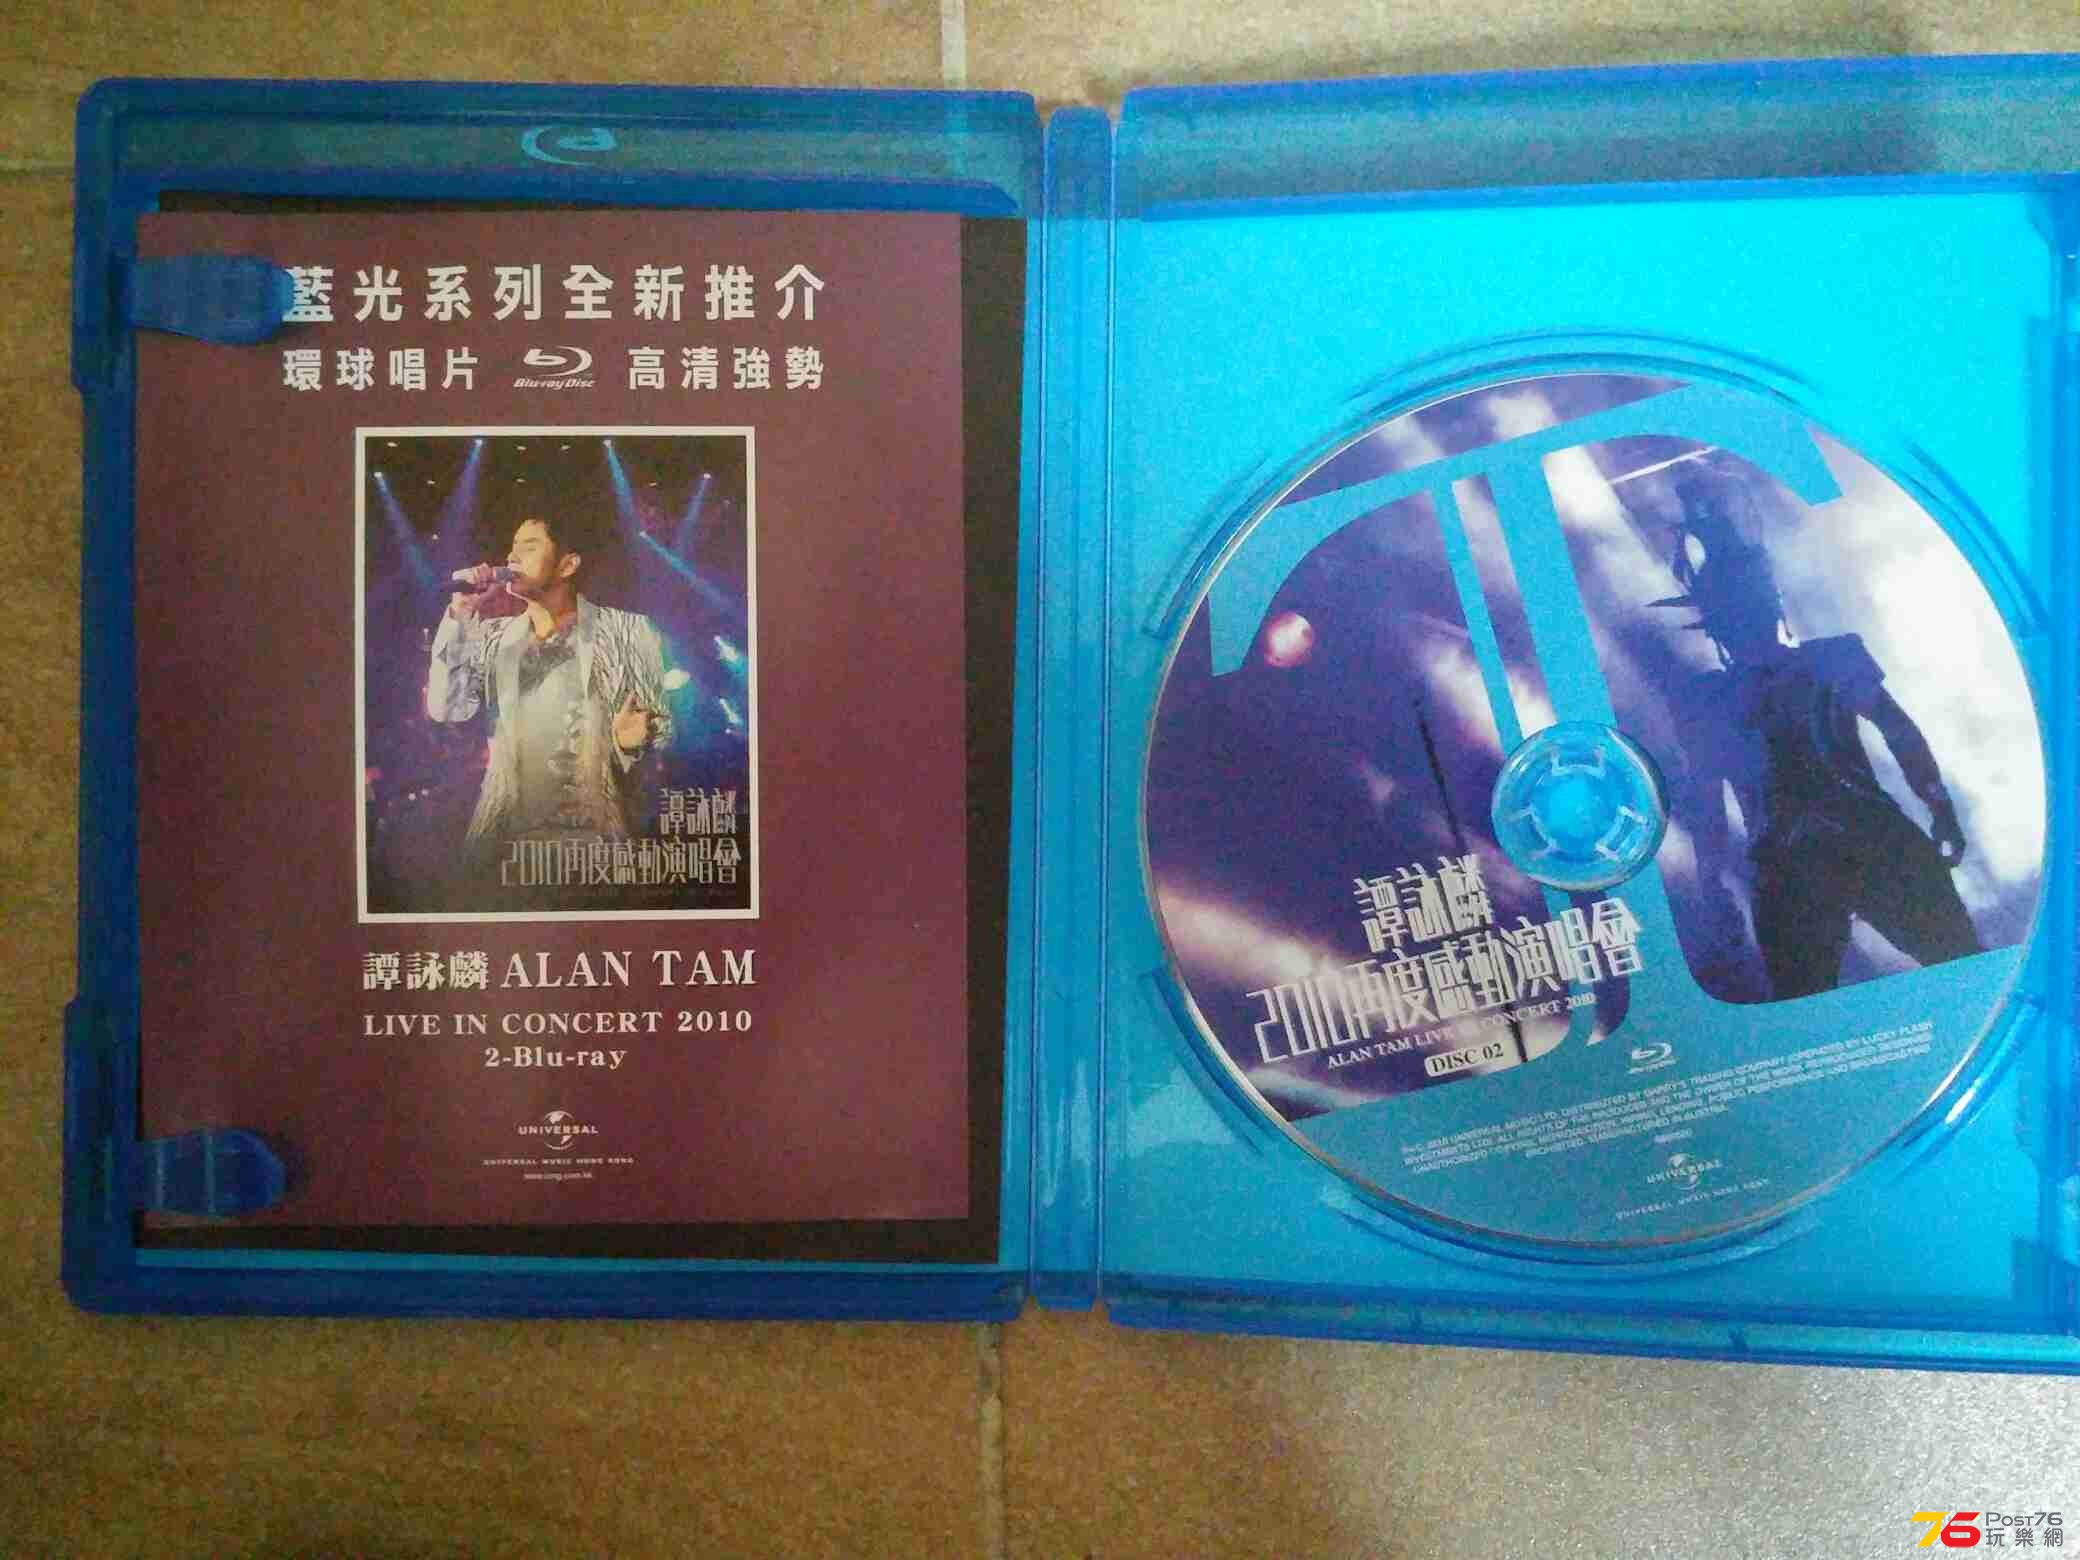 藍光系列全新推介
環球唱片 Blu-ray Disc 高清強勢
譚詠麟
2010再度感動演唱會
譚詠麟 ALAN TAM
LIVE IN CONCERT 2010
2-Blu-ray
UNIVERSAL
UNIVERSAL MUSIC HONG KONG
譚詠麟
2010再度感動演唱會
ALAN TAM LIVE IN CONCERT 2010
DISC 02
UNIVERSAL
UNIVERSAL MUSIC HONG KONG
76 POST76
玩樂網